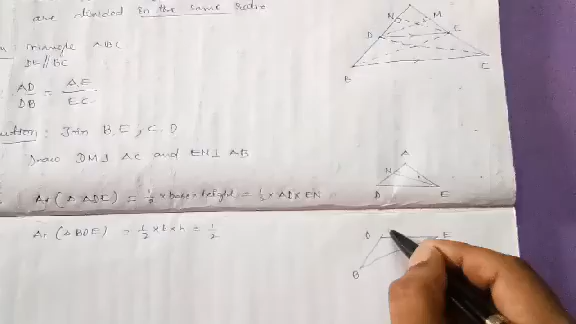 are divided in the same ratio
triangle ABC
DE//BC
AD/DB = AE/EC
Join B,E, C,D
Draw DM⊥ AC and EN⊥ AB
Ar (△ ADE) = 1/2 × base × height = 1/2 × AD × EN
Ar (△ BDE) = 1/2 × b × h = 1/2
N M
D E
B C
A
N
D E
D E
B